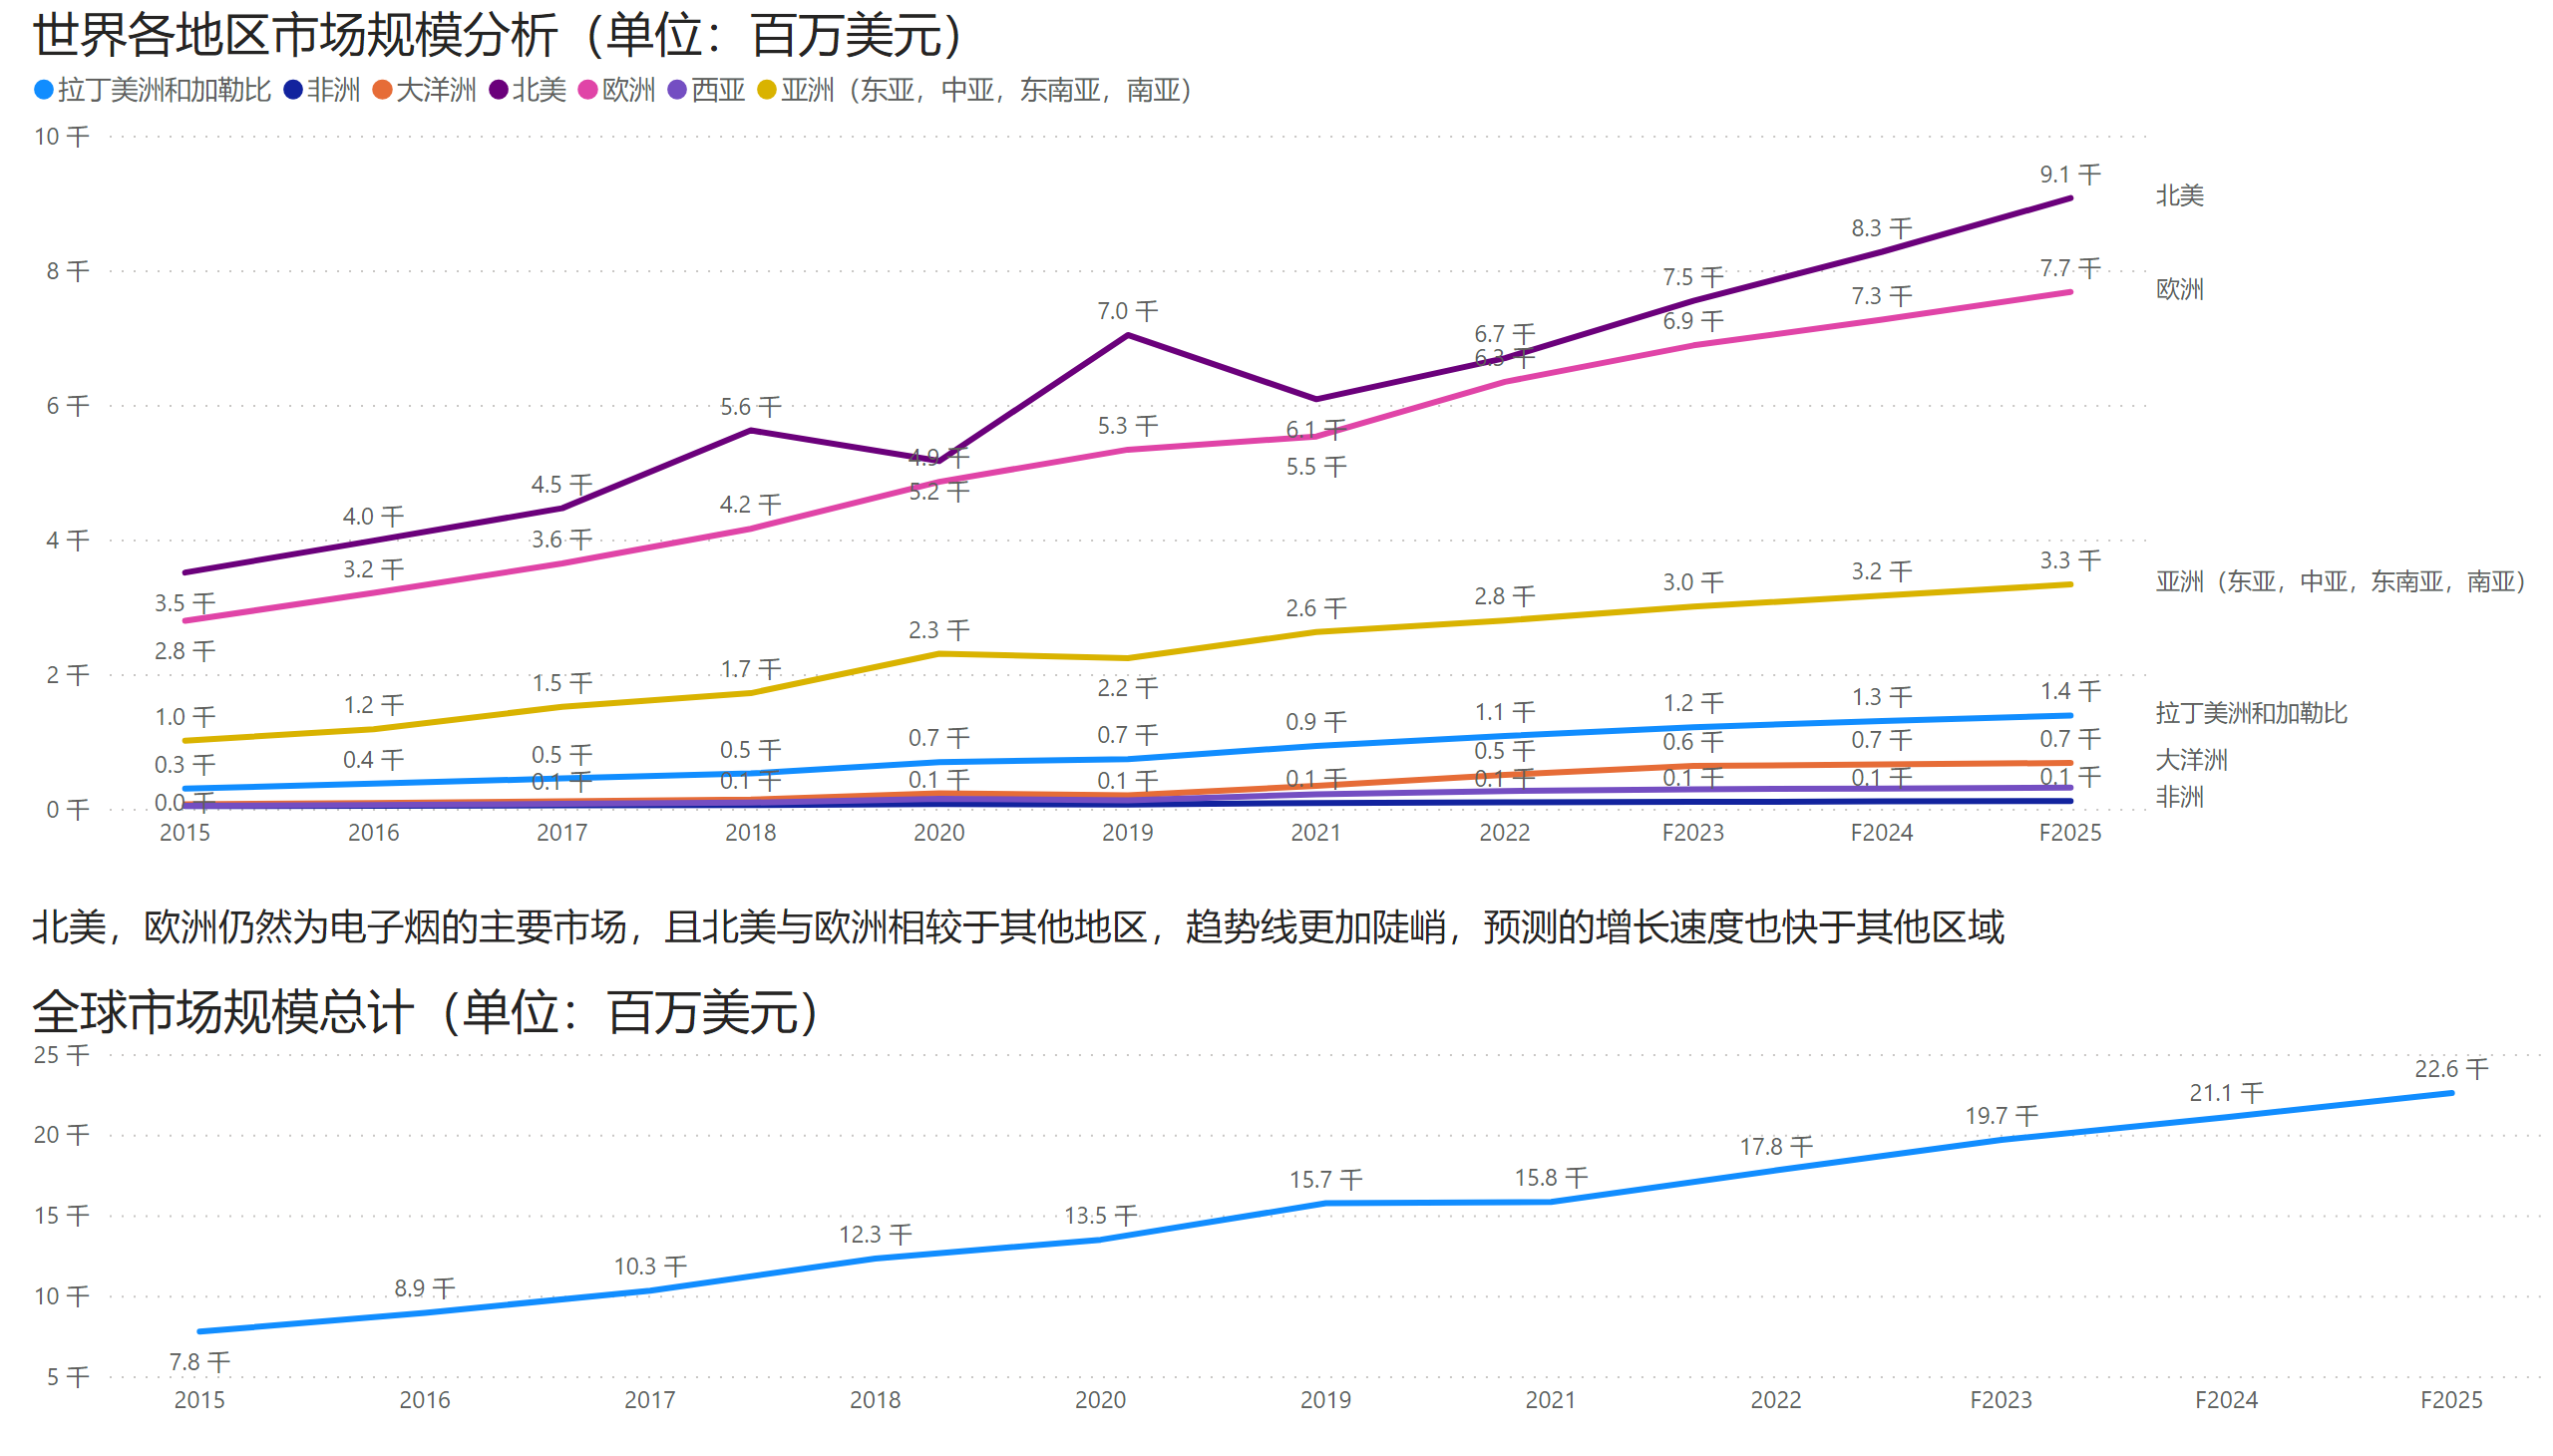 世界各地区市场规模分析（单位：百万美元）
拉丁美洲和加勒比 非洲 大洋洲 北美 欧洲 西亚 亚洲（东亚，中亚，东南亚，南亚）
10 千
8 千
6 千
4 千
2 千
0 千
3.5 千 4.0 千 4.5 千 5.6 千 5.2 千 7.0 千 6.1 千 6.7 千 7.5 千 8.3 千 9.1 千
北美
2.8 千 3.2 千 3.6 千 4.2 千 4.9 千 5.3 千 5.5 千 6.3 千 6.9 千 7.3 千 7.7 千
欧洲
1.0 千 1.2 千 1.5 千 1.7 千 2.3 千 2.2 千 2.6 千 2.8 千 3.0 千 3.2 千 3.3 千
亚洲（东亚，中亚，东南亚，南亚）
0.3 千 0.4 千 0.5 千 0.5 千 0.7 千 0.7 千 0.9 千 1.1 千 1.2 千 1.3 千 1.4 千
拉丁美洲和加勒比
0.5 千 0.6 千 0.7 千 0.7 千
大洋洲
0.0 千 0.1 千 0.1 千 0.1 千 0.1 千 0.1 千 0.1 千 0.1 千 0.1 千 0.1 千
非洲
2015 2016 2017 2018 2020 2019 2021 2022 F2023 F2024 F2025
北美，欧洲仍然为电子烟的主要市场，且北美与欧洲相较于其他地区，趋势线更加陡峭，预测的增长速度也快于其他区域
全球市场规模总计（单位：百万美元）
25 千
20 千
15 千
10 千
5 千
7.8 千 8.9 千 10.3 千 12.3 千 13.5 千 15.7 千 15.8 千 17.8 千 19.7 千 21.1 千 22.6 千
2015 2016 2017 2018 2020 2019 2021 2022 F2023 F2024 F2025